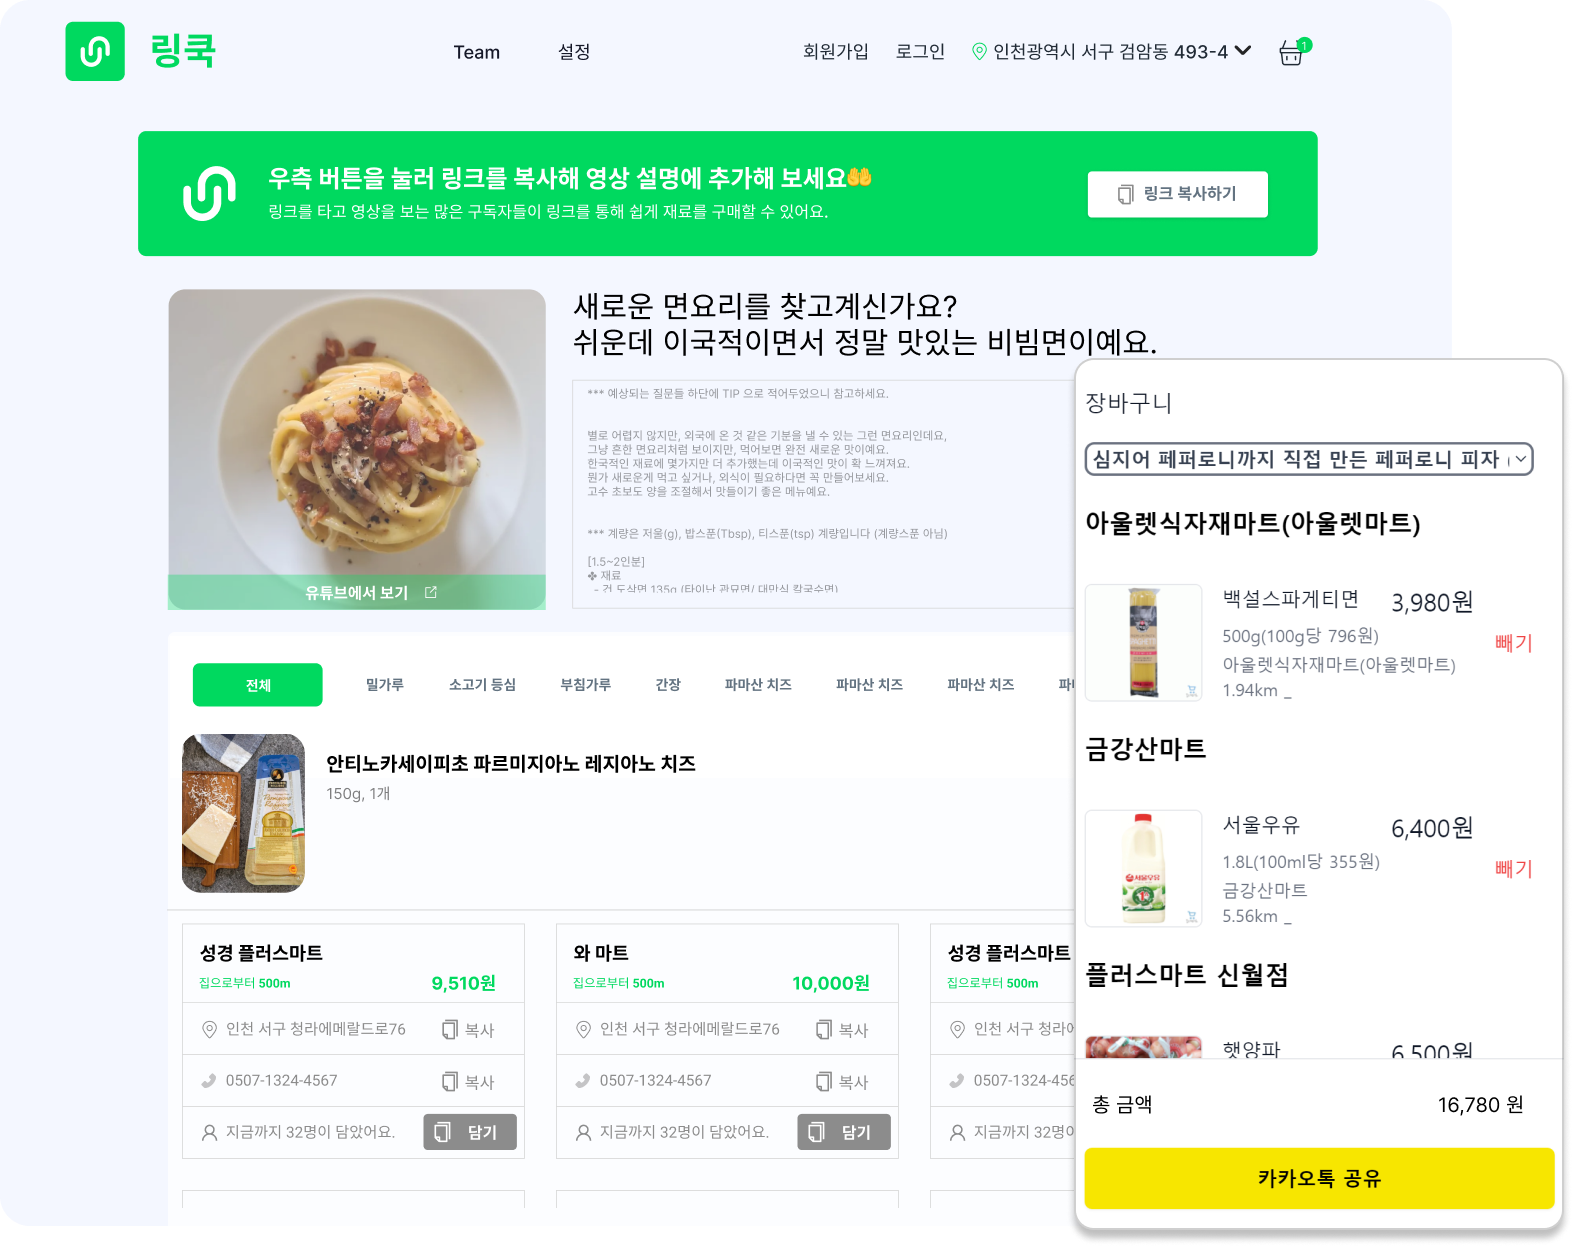 링쿡
Team
설정
회원가입
로그인
인천광역시 서구 검암동 493-4
1
우측 버튼을 눌러 링크를 복사해 영상 설명에 추가해 보세요🤲
링크를 타고 영상을 보는 많은 구독자들이 링크를 통해 쉽게 재료를 구매할 수 있어요.
링크 복사하기
새로운 면요리를 찾고계신가요?
쉬운데 이국적이면서 정말 맛있는 비빔면이예요.
*** 예상되는 질문들 하단에 TIP 으로 적어두었으니 참고하세요.
별로 어렵지 않지만, 외국에 온 것 같은 기분을 낼 수 있는 그런 면요리인데요,
그냥 흔한 면요리처럼 보이지만, 먹어보면 완전 새로운 맛이예요.
한국적인 재료에 몇가지만 더 추가했는데 이국적인 맛이 확 느껴져요.
뭔가 새로운게 먹고 싶거나, 외식이 필요하다면 꼭 만들어보세요.
고수 초보도 양을 조절해서 맛들이기 좋은 메뉴예요.
*** 계량은 저울(g), 밥스푼(Tbsp), 티스푼(tsp) 계량입니다 (계량스푼 아님)
[1.5~2인분]
✤ 재료
- 건 도삭면 135g (타이난 관묘면/ 대만식 칼국수면)
유튜브에서 보기
전체
밀가루
소고기 등심
부침가루
간장
파마산 치즈
파마산 치즈
파마산 치즈
안티노카세이피초 파르미지아노 레지아노 치즈
150g, 1개
성경 플러스마트
집으로부터 500m
9,510원
인천 서구 청라에메랄드로76
복사
0507-1324-4567
복사
지금까지 32명이 담았어요.
담기
와 마트
집으로부터 500m
10,000원
인천 서구 청라에메랄드로76
복사
0507-1324-4567
복사
지금까지 32명이 담았어요.
담기
성경 플러스마트
집으로부터 500m
인천 서구 청라에
0507-1324-456
지금까지 32명이
장바구니
심지어 페퍼로니까지 직접 만든 페퍼로니 피자
아울렛식자재마트(아울렛마트)
백설스파게티면
3,980원
500g(100g당 796원)
아울렛식자재마트(아울렛마트)
1.94km _
빼기
금강산마트
서울우유
서울우유
6,400원
1.8L(100ml당 355원)
금강산마트
5.56km _
빼기
플러스마트 신월점
햇양파
6,500원
총 금액
16,780 원
카카오톡 공유